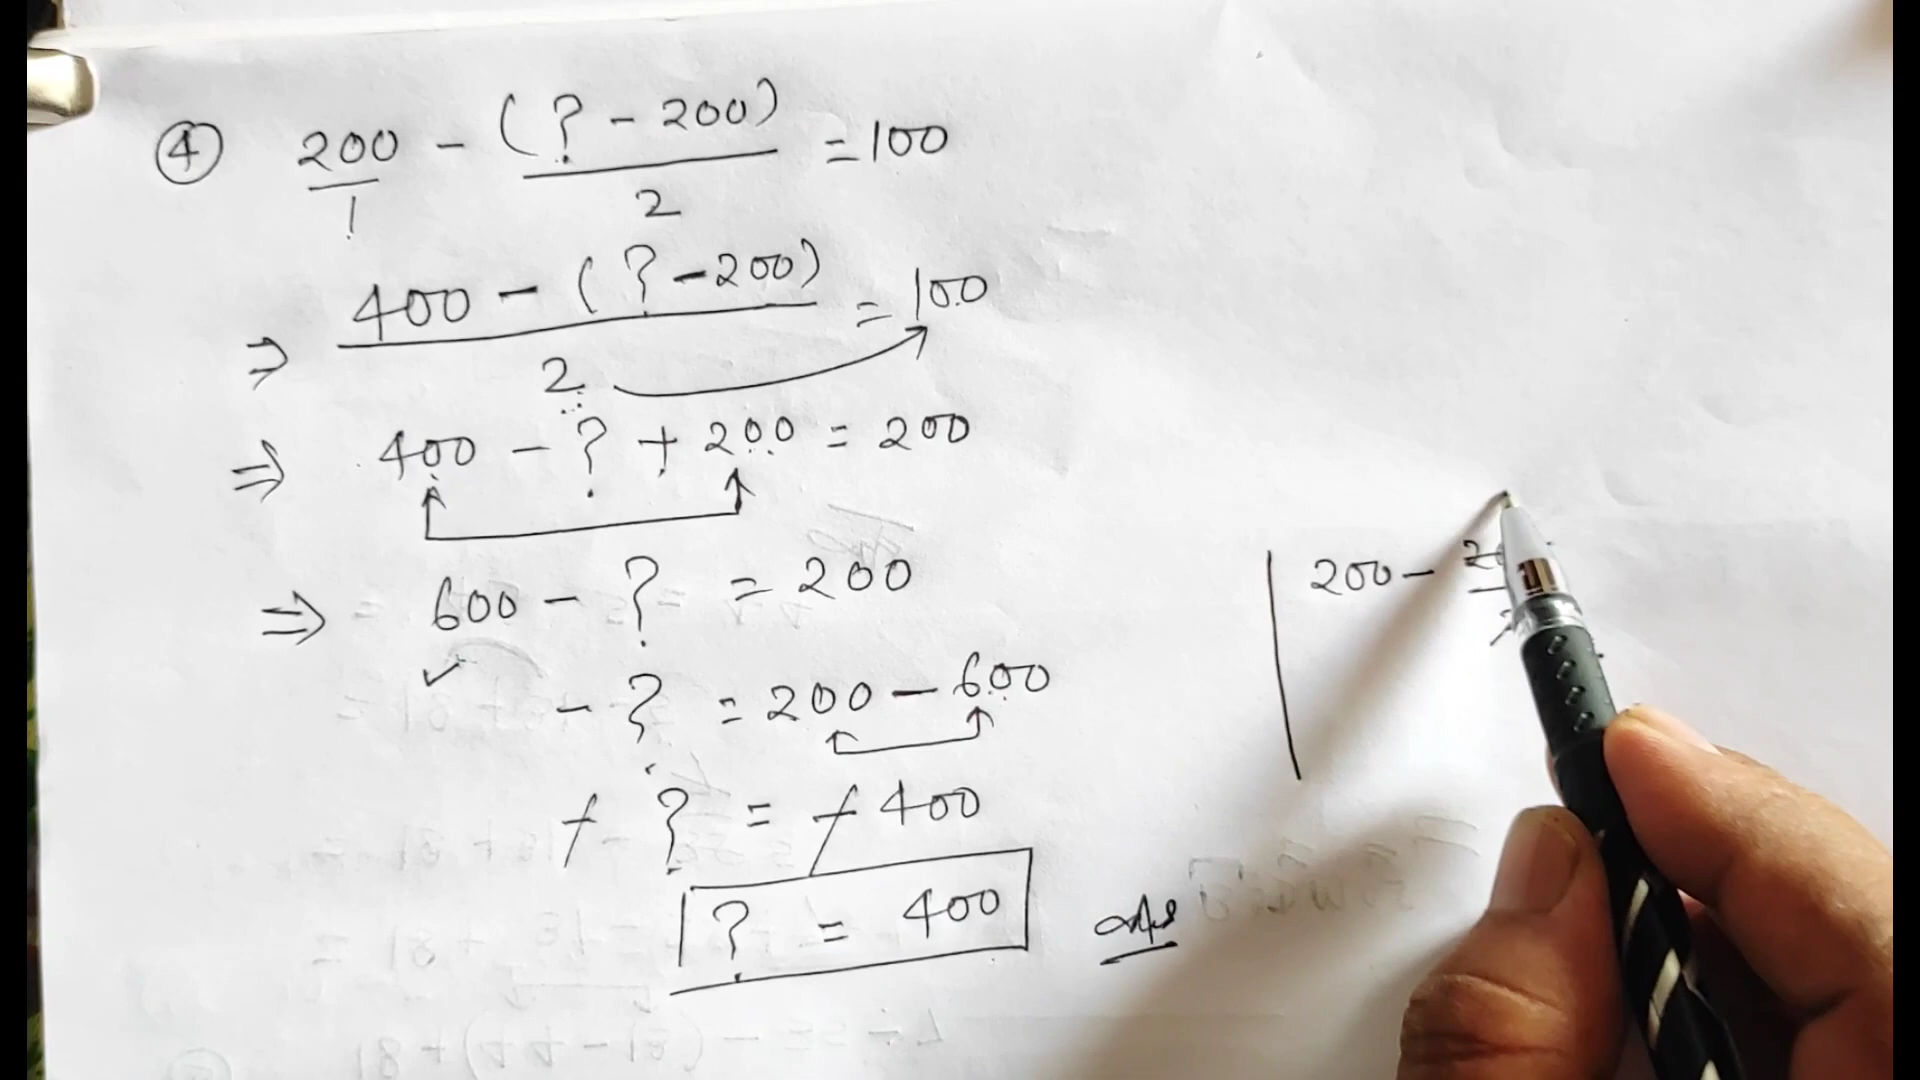 ④ 200/1 - (? - 200)/2 = 100
⇒ 400 - (? - 200)/2 = 100
⇒ 400 - ? + 200 = 200
⇒ 600 - ? = 200
- ? = 200 - 600
- ? = - 400
? = 400 Ans
200 -